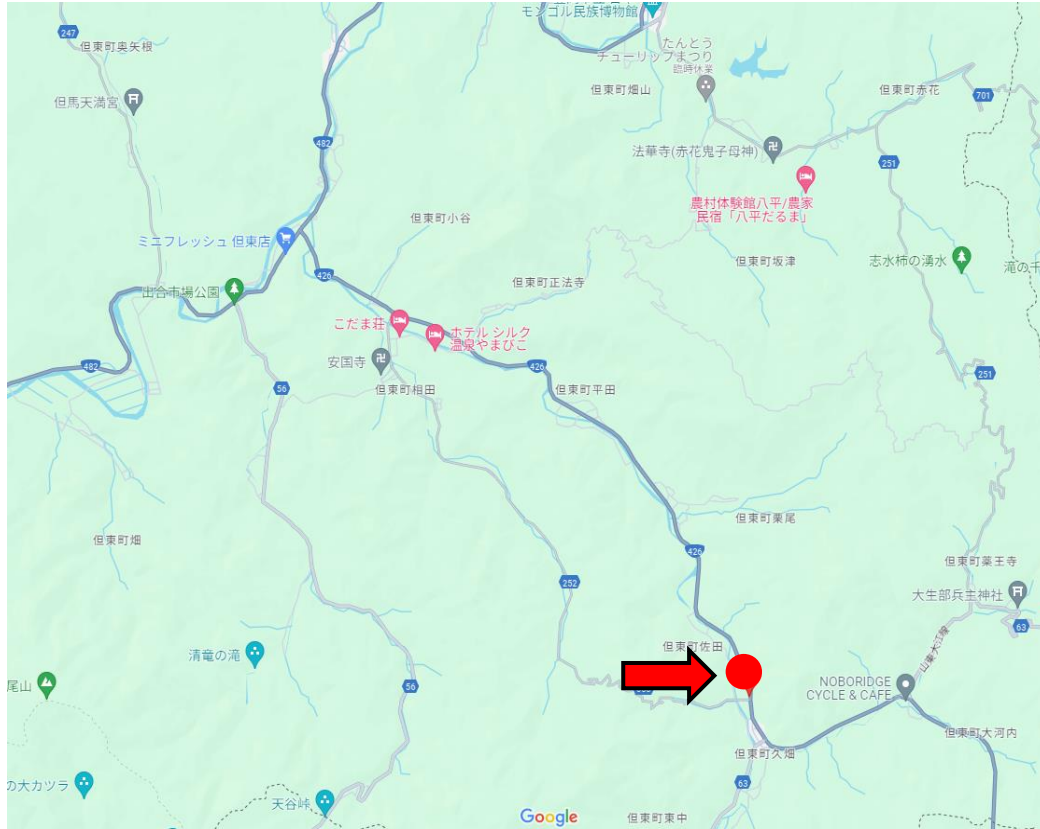 モンゴル民族博物館
247
但東町奥矢根
たんとう
チューリップまつり
臨時休業
但馬天満宮
但東町畑山
但東町赤花
701
482
法華寺(赤花鬼子母神)
251
農村体験館八平/農家
民宿「八平だるま」
但東町小谷
ミニフレッシュ 但東店
但東町坂津
志水柿の湧水
滝の千
426
但東町正法寺
出合市場公園
こだま荘
ホテル シルク
温泉やまびこ
安国寺
482
426
251
56
但東町相田
但東町平田
但東町栗尾
但東町畑
426
但東町薬王寺
252
大生部兵主神社
63
山東大江線
但東町佐田
清竜の滝
尾山
56
NOBORIDGE
CYCLE & CAFE
但東町大河内
但東町久畑
の大カツラ
63
天谷峠
Google
但東町東中